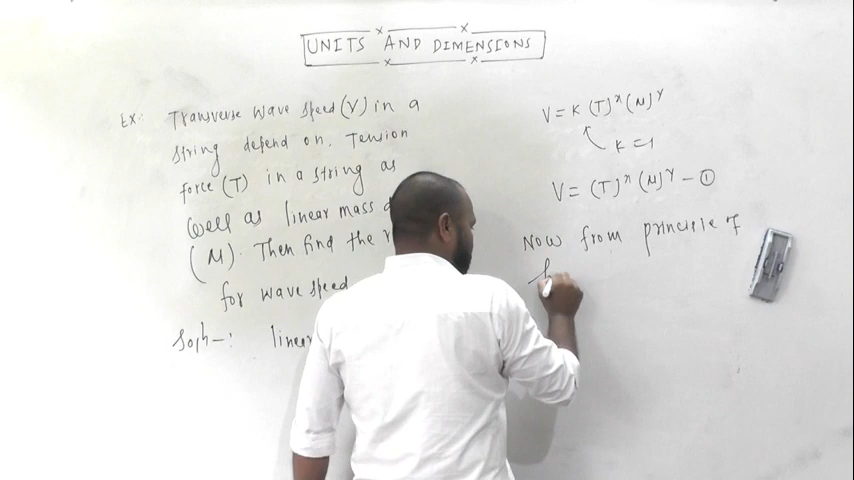 UNITS AND DIMENSIONS
Ex:- Transverse wave speed (V) in a
string depend on. Tension
force (T) in a string as
well as linear mass
(M). Then find the
for wave speed
Soln-: linear
V = K (T)^x (M)^y
K = 1
V = (T)^x (M)^y - ①
Now from principle of